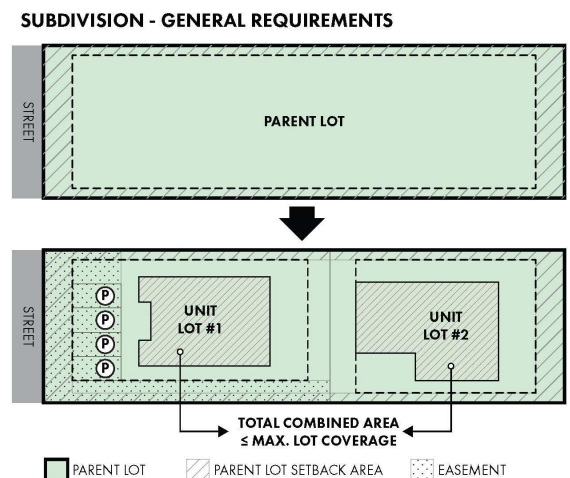 SUBDIVISION - GENERAL REQUIREMENTS
STREET
PARENT LOT
STREET
P
P
P
P
UNIT
LOT #1
UNIT
LOT #2
TOTAL COMBINED AREA
≤ MAX. LOT COVERAGE
PARENT LOT
PARENT LOT SETBACK AREA
EASEMENT